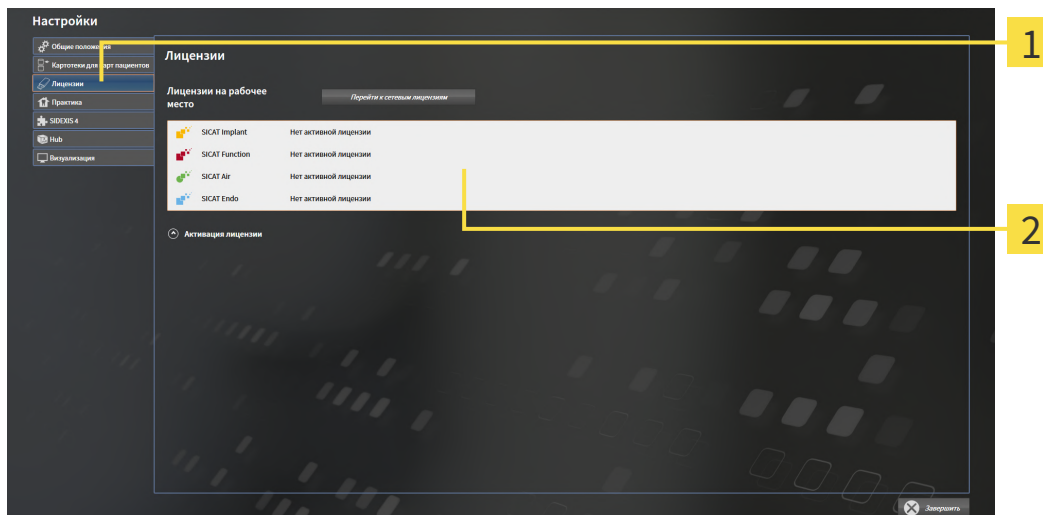 Настройки
Общие положения
Картотеки для карт пациентов
Лицензии
Практика
SIDEXIS 4
Hub
Визуализация
Лицензии
Лицензии на рабочее
место
Перейти к сетевым лицензиям
SICAT Implant Нет активной лицензии
SICAT Function Нет активной лицензии
SICAT Air Нет активной лицензии
SICAT Endo Нет активной лицензии
Активация лицензии
Завершить
1
2